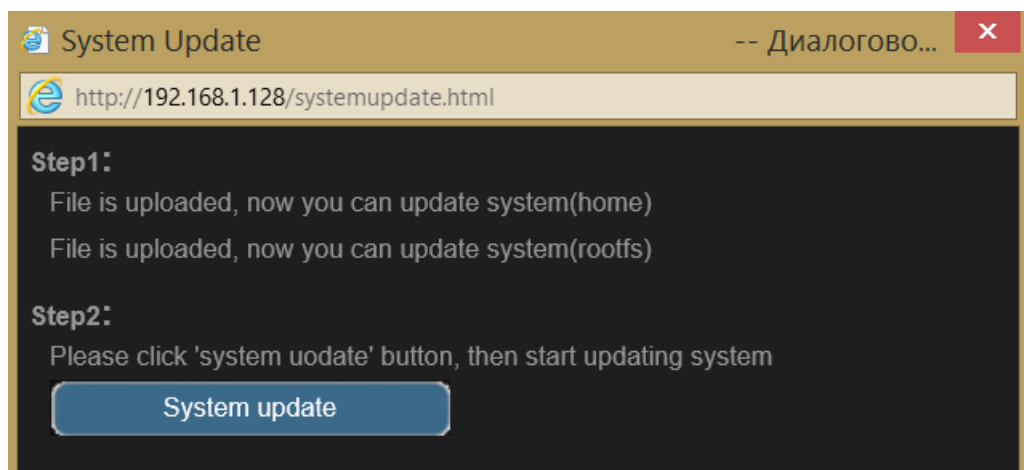 System Update -- Диалогово...
http://192.168.1.128/systemupdate.html
Step1:
File is uploaded, now you can update system(home)
File is uploaded, now you can update system(rootfs)
Step2:
Please click 'system uodate' button, then start updating system
System update